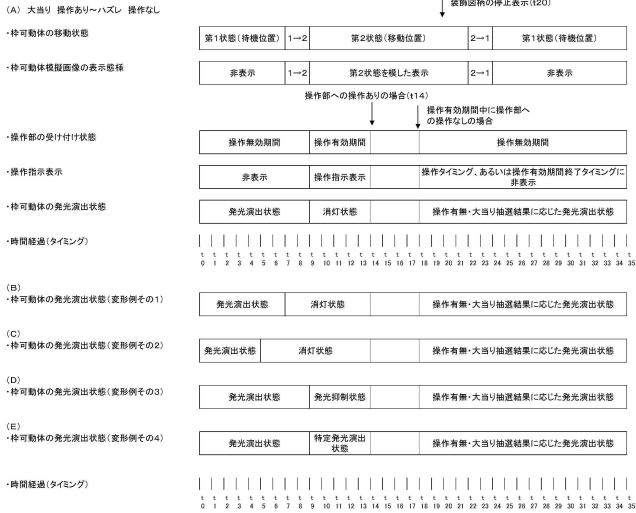 装飾図柄の停止表示(t20)
(A) 大当り 操作あり～ハズレ 操作なし
・枠可動体の移動状態
第1状態(待機位置) 1→2 第2状態(移動位置) 2→1 第1状態(待機位置)
・枠可動体模擬画像の表示態様
非表示 1→2 第2状態を模した表示 2→1 非表示
操作部への操作ありの場合(t14)
操作有効期間中に操作部へ
の操作なしの場合
・操作部の受け付け状態
操作無効期間 操作有効期間 操作無効期間
・操作指示表示
非表示 操作指示表示 操作タイミング、あるいは操作有効期間終了タイミングに
非表示
・枠可動体の発光演出状態
発光演出状態 消灯状態 操作有無・大当り抽選結果に応じた発光演出状態
・時間経過(タイミング)
t t t t t t t t t t t t t t t t t t t t t t t t t t t t t t t t t t t t
0 1 2 3 4 5 6 7 8 9 10 11 12 13 14 15 16 17 18 19 20 21 22 23 24 25 26 27 28 29 30 31 32 33 34 35
(B)
・枠可動体の発光演出状態(変形例その1)
発光演出状態 消灯状態 操作有無・大当り抽選結果に応じた発光演出状態
(C)
・枠可動体の発光演出状態(変形例その2)
発光演出状態 消灯状態 操作有無・大当り抽選結果に応じた発光演出状態
(D)
・枠可動体の発光演出状態(変形例その3)
発光演出状態 発光抑制状態 操作有無・大当り抽選結果に応じた発光演出状態
(E)
・枠可動体の発光演出状態(変形例その4)
発光演出状態 特定発光演出
状態 操作有無・大当り抽選結果に応じた発光演出状態
・時間経過(タイミング)
t t t t t t t t t t t t t t t t t t t t t t t t t t t t t t t t t t t t
0 1 2 3 4 5 6 7 8 9 10 11 12 13 14 15 16 17 18 19 20 21 22 23 24 25 26 27 28 29 30 31 32 33 34 35